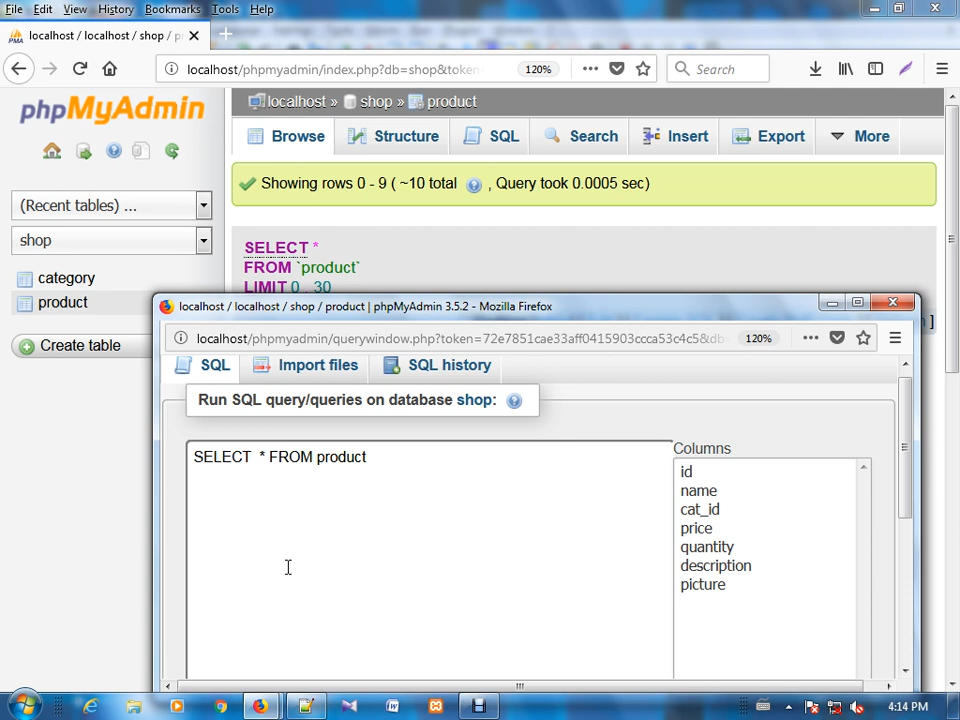 File Edit View History Bookmarks Tools Help
PMA localhost / localhost / shop / p
localhost/phpmyadmin/index.php?db=shop&token= 120% Search
phpMyAdmin
localhost » shop » product
Browse Structure SQL Search Insert Export More
Showing rows 0 - 9 ( ~10 total , Query took 0.0005 sec)
(Recent tables) ...
shop
category
product
Create table
SELECT *
FROM `product`
LIMIT 0 , 30
]
localhost / localhost / shop / product | phpMyAdmin 3.5.2 - Mozilla Firefox
localhost/phpmyadmin/querywindow.php?token=72e7851cae33aff0415903ccca53c4c5&db= 120%
SQL Import files SQL history
Run SQL query/queries on database shop:
SELECT * FROM product
Columns
id
name
cat_id
price
quantity
description
picture
4:14 PM